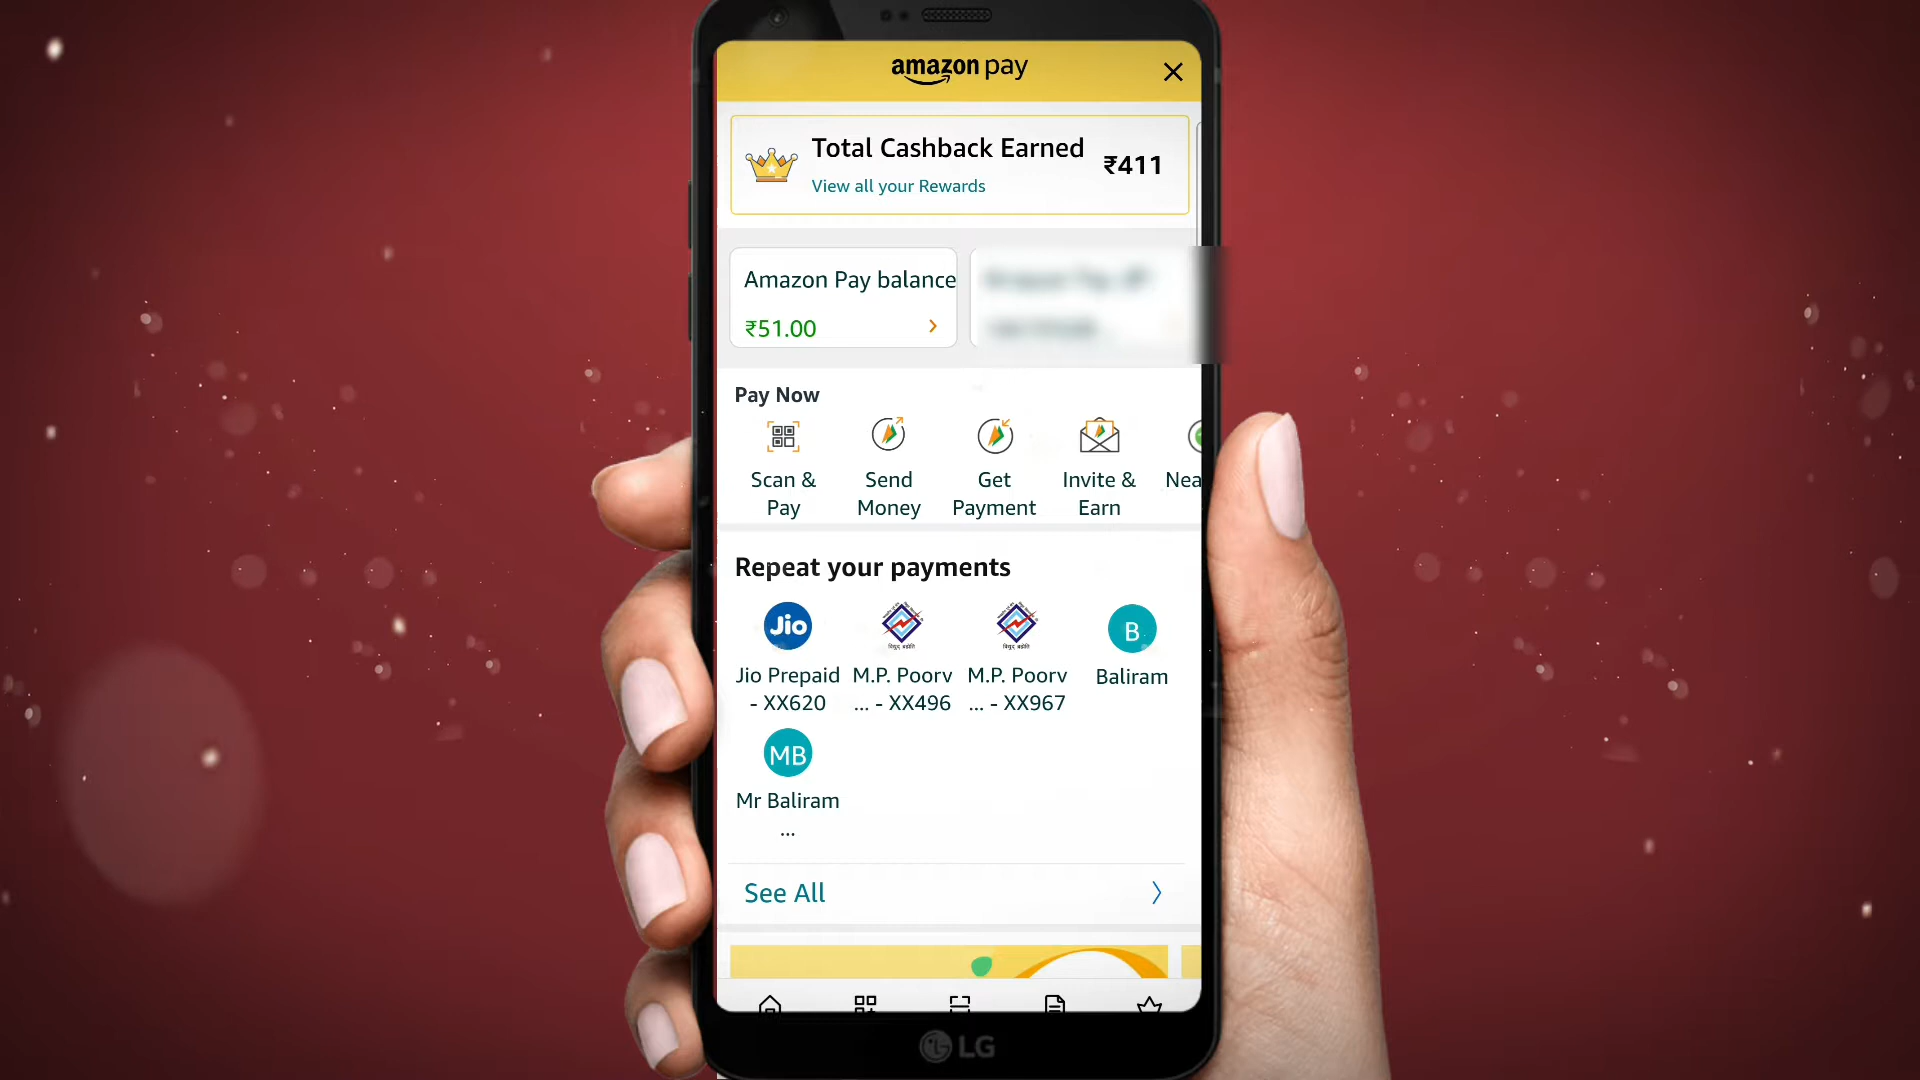 amazon pay
Total Cashback Earned
₹411
View all your Rewards
Amazon Pay balance
₹51.00
Pay Now
Scan &
Pay
Send
Money
Get
Payment
Invite &
Earn
Nea
Repeat your payments
Jio
Jio Prepaid
- XX620
M.P. Poorv
... - XX496
M.P. Poorv
... - XX967
B
Baliram
MB
Mr Baliram
...
See All
LG